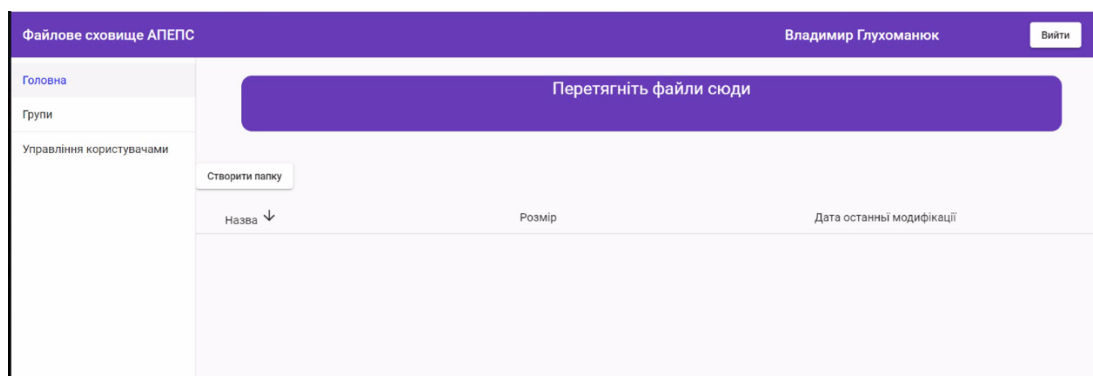 Файлове сховище АПЕПС
Владимир Глухоманюк
Вийти
Головна
Групи
Управління користувачами
Перетягніть файли сюди
Створити папку
Назва
Розмір
Дата останньї модифікації